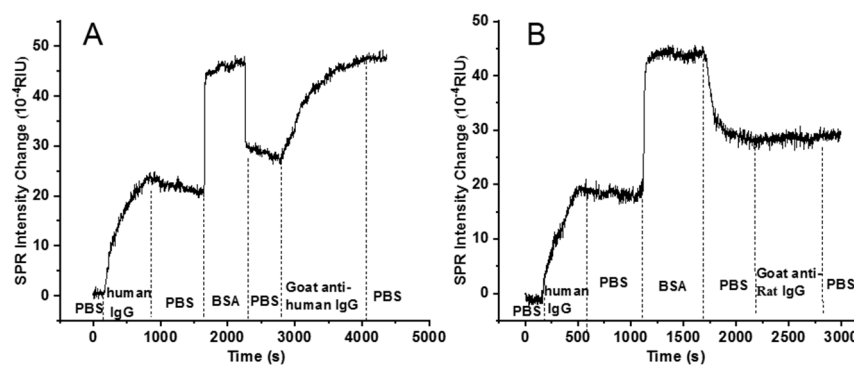 A
SPR Intensity Change (10⁻⁴RIU)
50
40
30
20
10
0
PBS
human
IgG
PBS
BSA
PBS
Goat anti-
human IgG
PBS
0 1000 2000 3000 4000 5000
Time (s)
B
SPR Intensity Change (10⁻⁴RIU)
50
40
30
20
10
0
PBS
human
IgG
PBS
BSA
PBS
Goat anti-
Rat IgG
PBS
0 500 1000 1500 2000 2500 3000
Time (s)